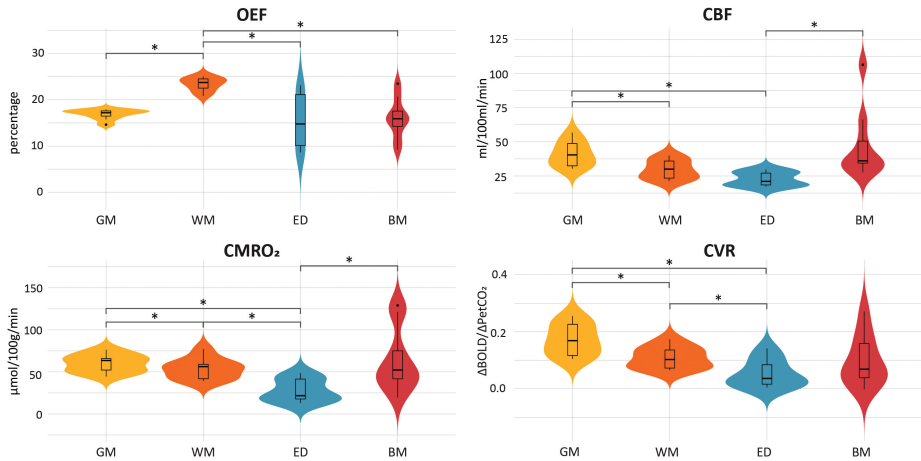 OEF
percentage
30
20
10
0
*
*
*
GM
WM
ED
BM
CBF
ml/100ml/min
125
100
75
50
25
*
*
*
GM
WM
ED
BM
CMRO₂
µmol/100g/min
150
100
50
0
*
*
*
*
GM
WM
ED
BM
CVR
ΔBOLD/ΔPetCO₂
0.4
0.2
0.0
*
*
*
GM
WM
ED
BM